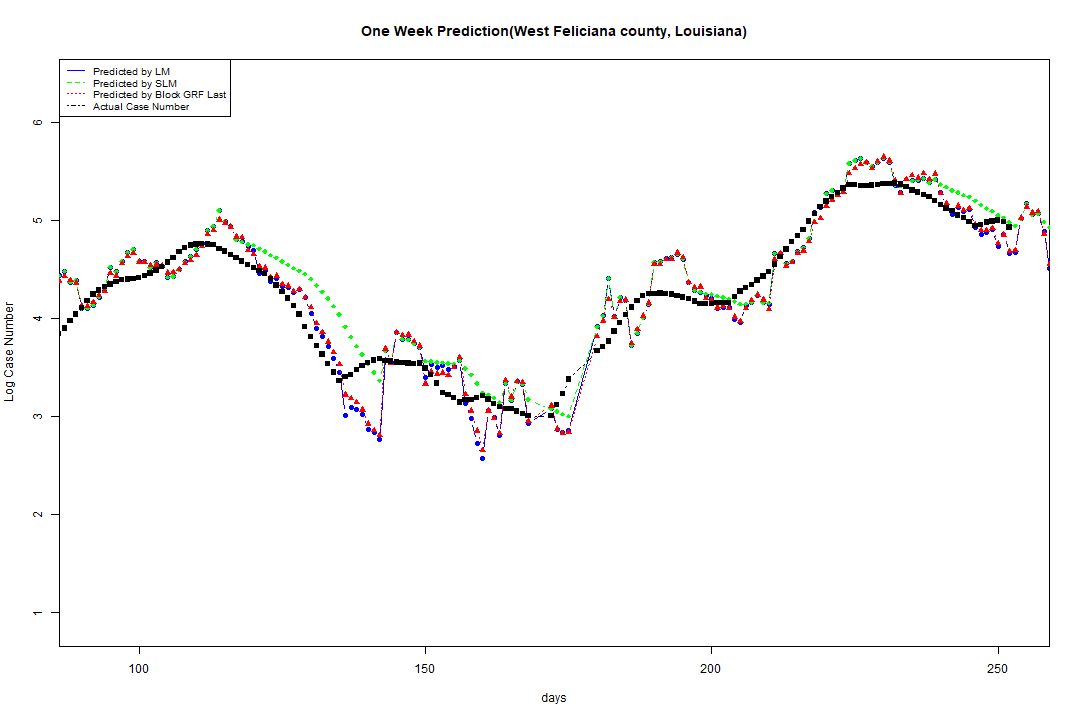 One Week Prediction(West Feliciana county, Louisiana)
Predicted by LM
Predicted by SLM
Predicted by Block GRF Last
Actual Case Number
6
5
4
3
2
1
Log Case Number
100 150 200 250
days